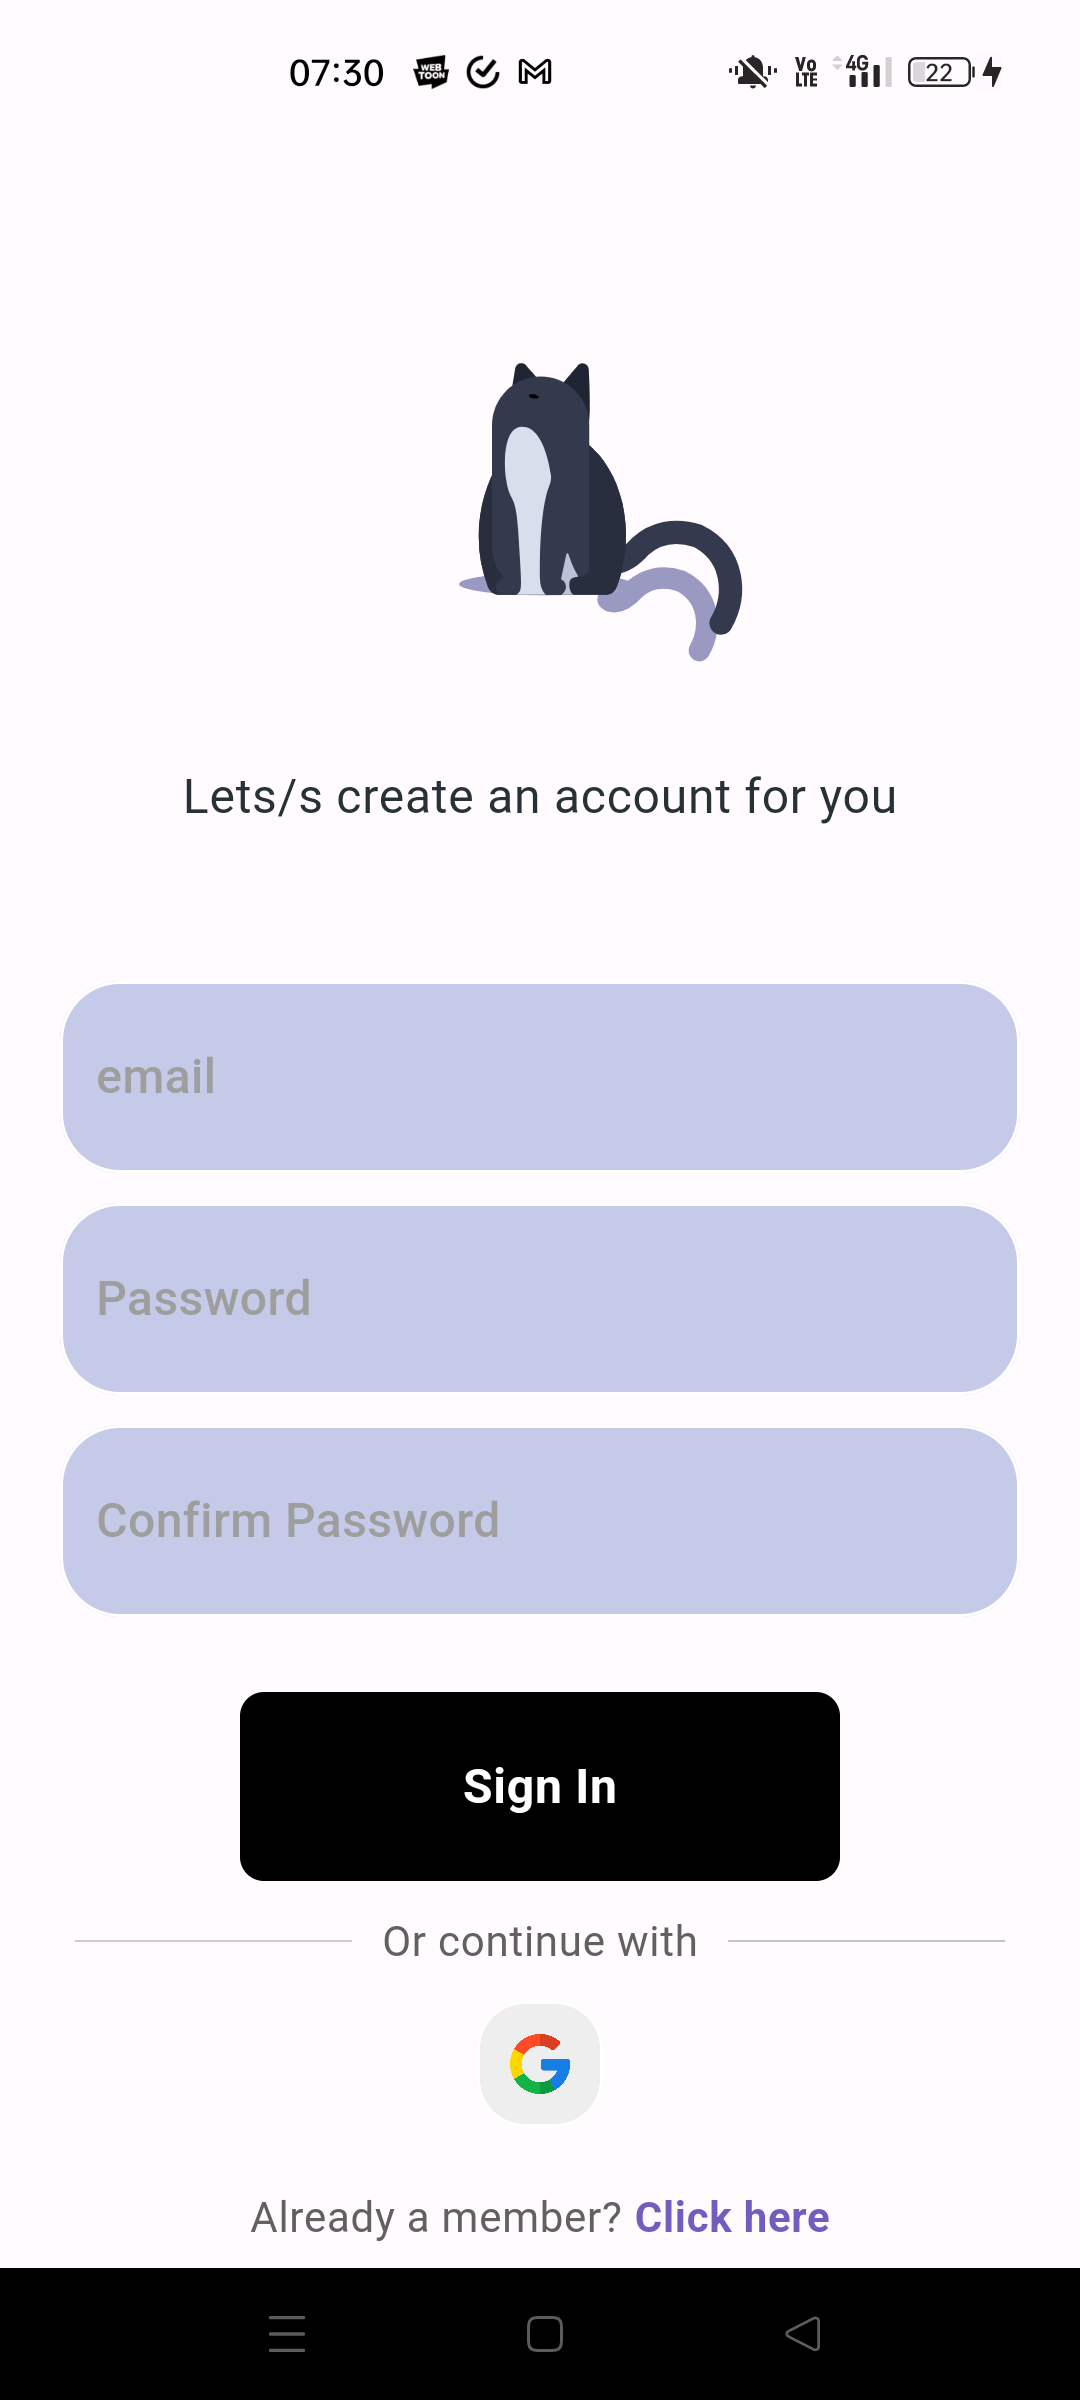 07:30 WEB TOON Vo LTE 4G 22
Lets/s create an account for you
email
Password
Confirm Password
Sign In
Or continue with
Already a member? Click here